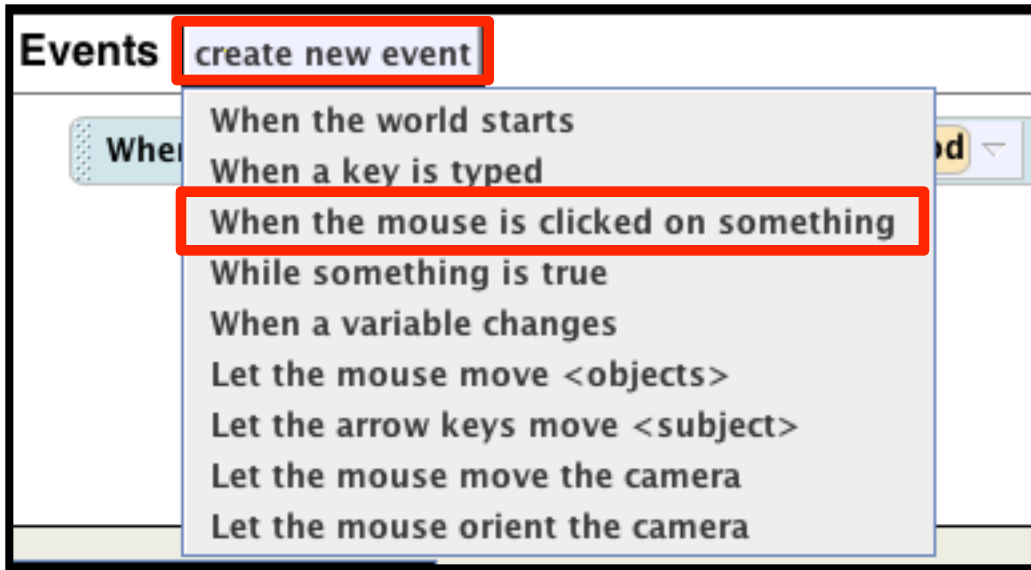 Events create new event
When the world starts
When a key is typed
When the mouse is clicked on something
While something is true
When a variable changes
Let the mouse move <objects>
Let the arrow keys move <subject>
Let the mouse move the camera
Let the mouse orient the camera